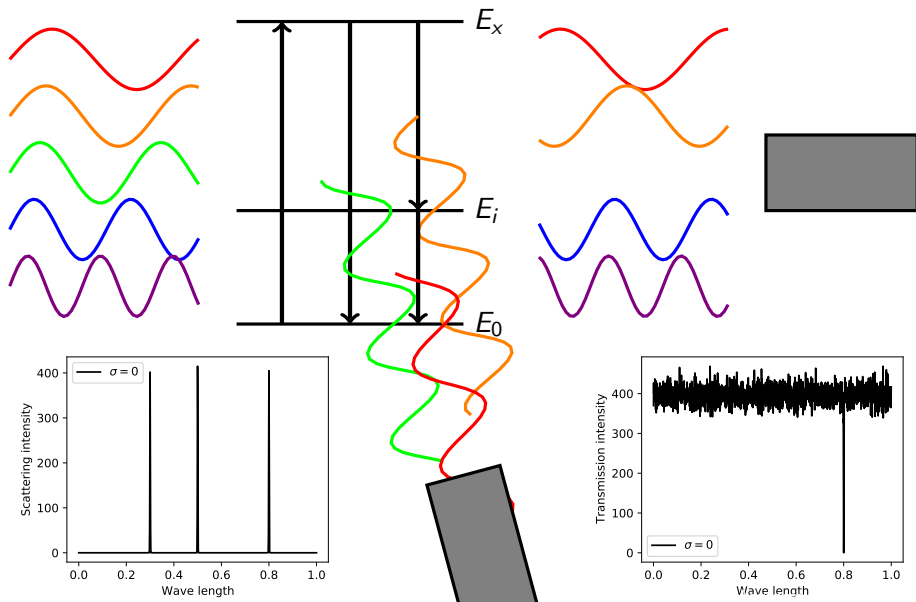 E_x
E_i
E_0
σ = 0
Scattering intensity
400
300
200
100
0
0.0 0.2 0.4 0.6 0.8 1.0
Wave length
Transmission intensity
400
300
200
100
0
σ = 0
0.0 0.2 0.4 0.6 0.8 1.0
Wave length